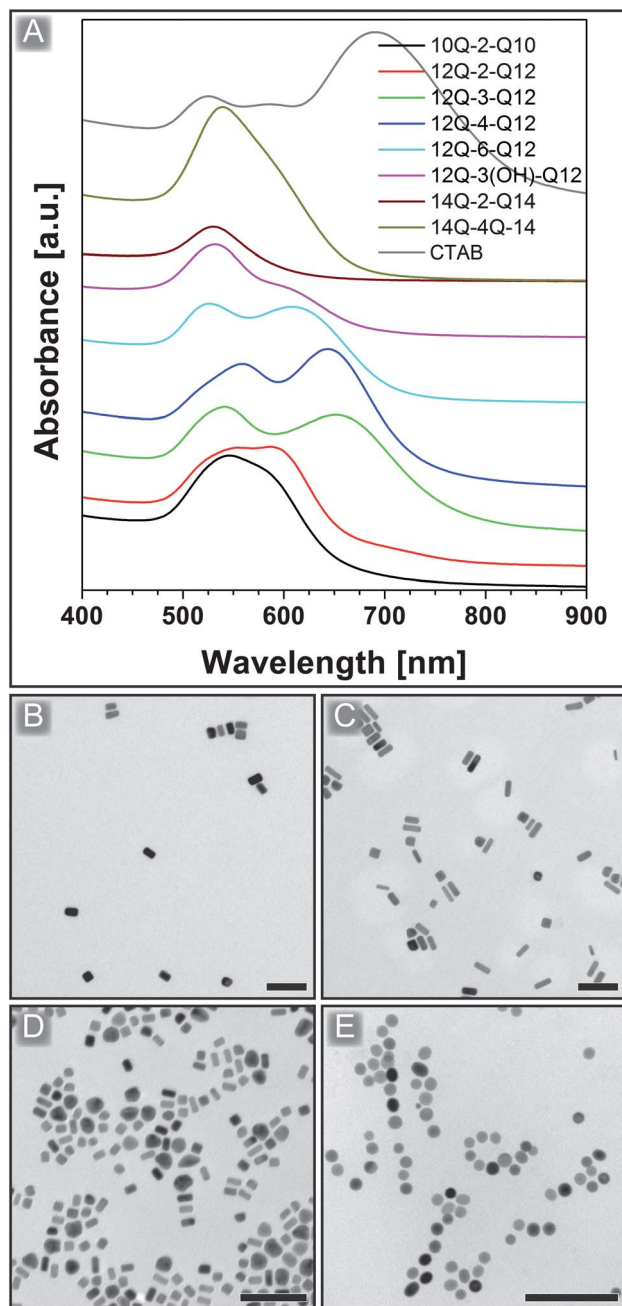 A
10Q-2-Q10
12Q-2-Q12
12Q-3-Q12
12Q-4-Q12
12Q-6-Q12
12Q-3(OH)-Q12
14Q-2-Q14
14Q-4Q-14
CTAB
Absorbance [a.u.]
400 500 600 700 800 900
Wavelength [nm]
B
C
D
E